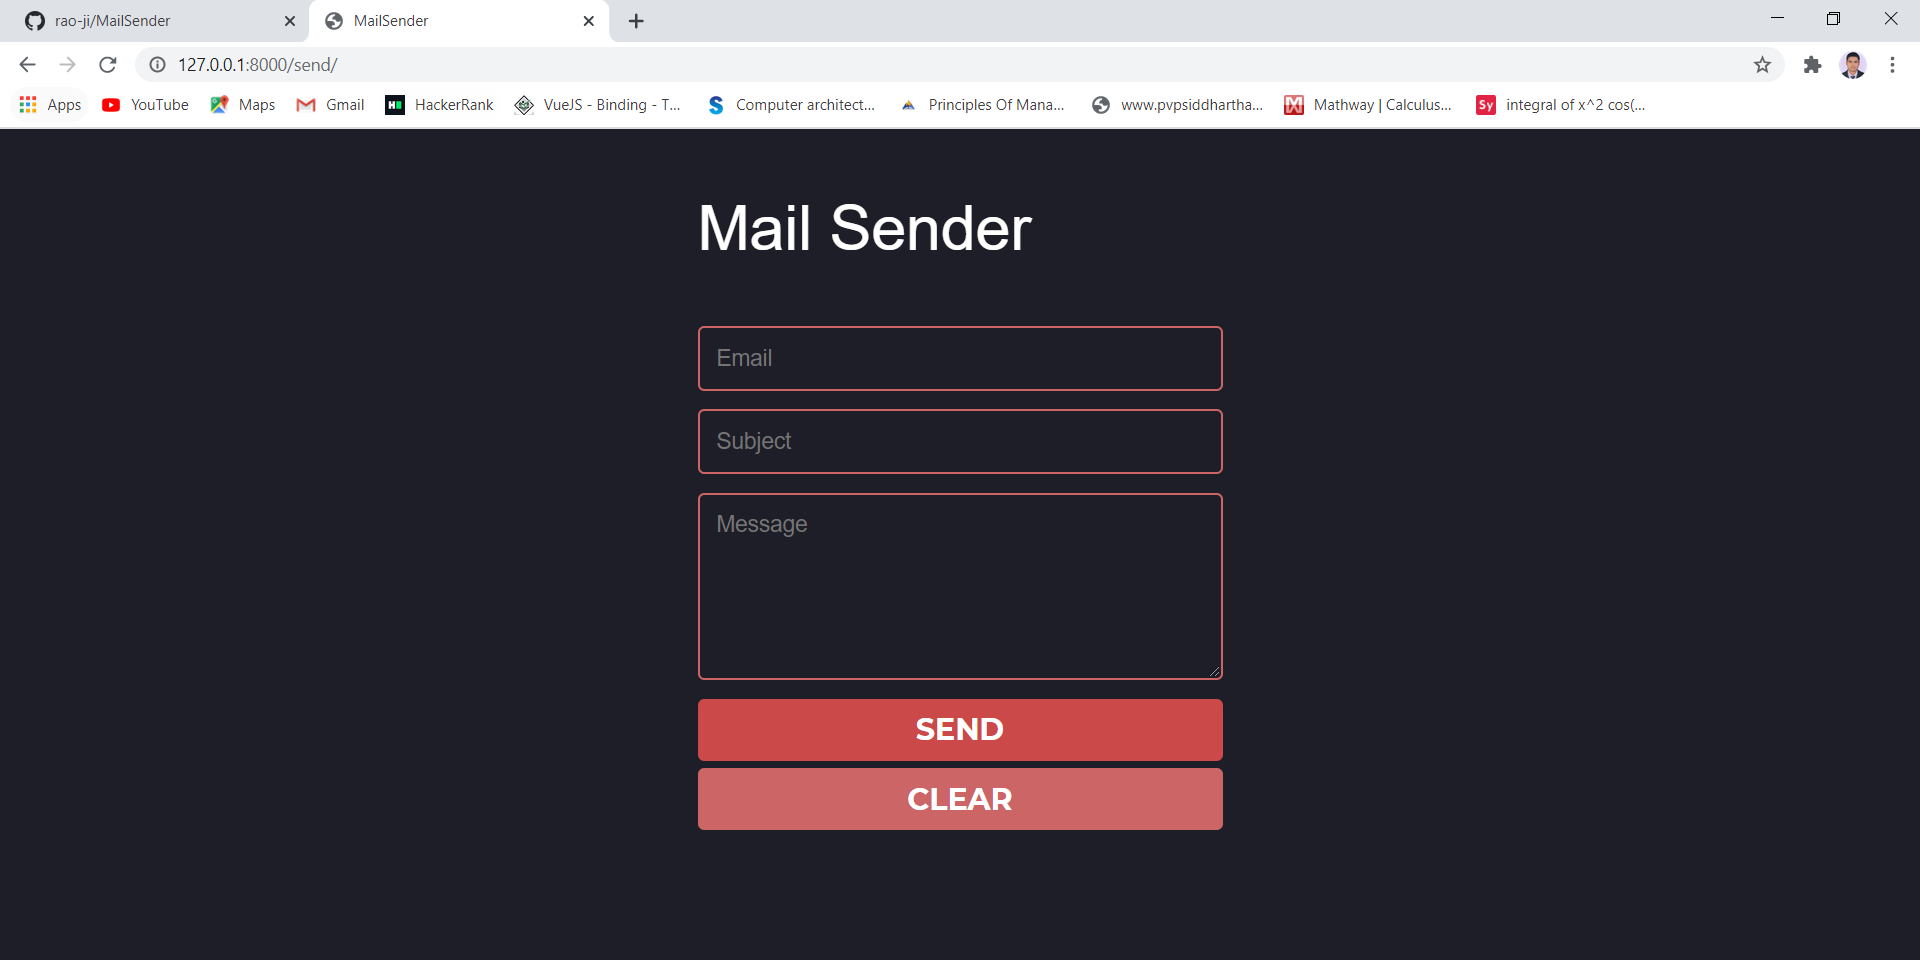 rao-ji/MailSender
MailSender
127.0.0.1:8000/send/
Apps YouTube Maps Gmail HackerRank VueJS - Binding - T... Computer architect... Principles Of Mana... www.pvpsiddhartha... Mathway | Calculus... Sy integral of x^2 cos(...
Mail Sender
Email
Subject
Message
SEND
CLEAR